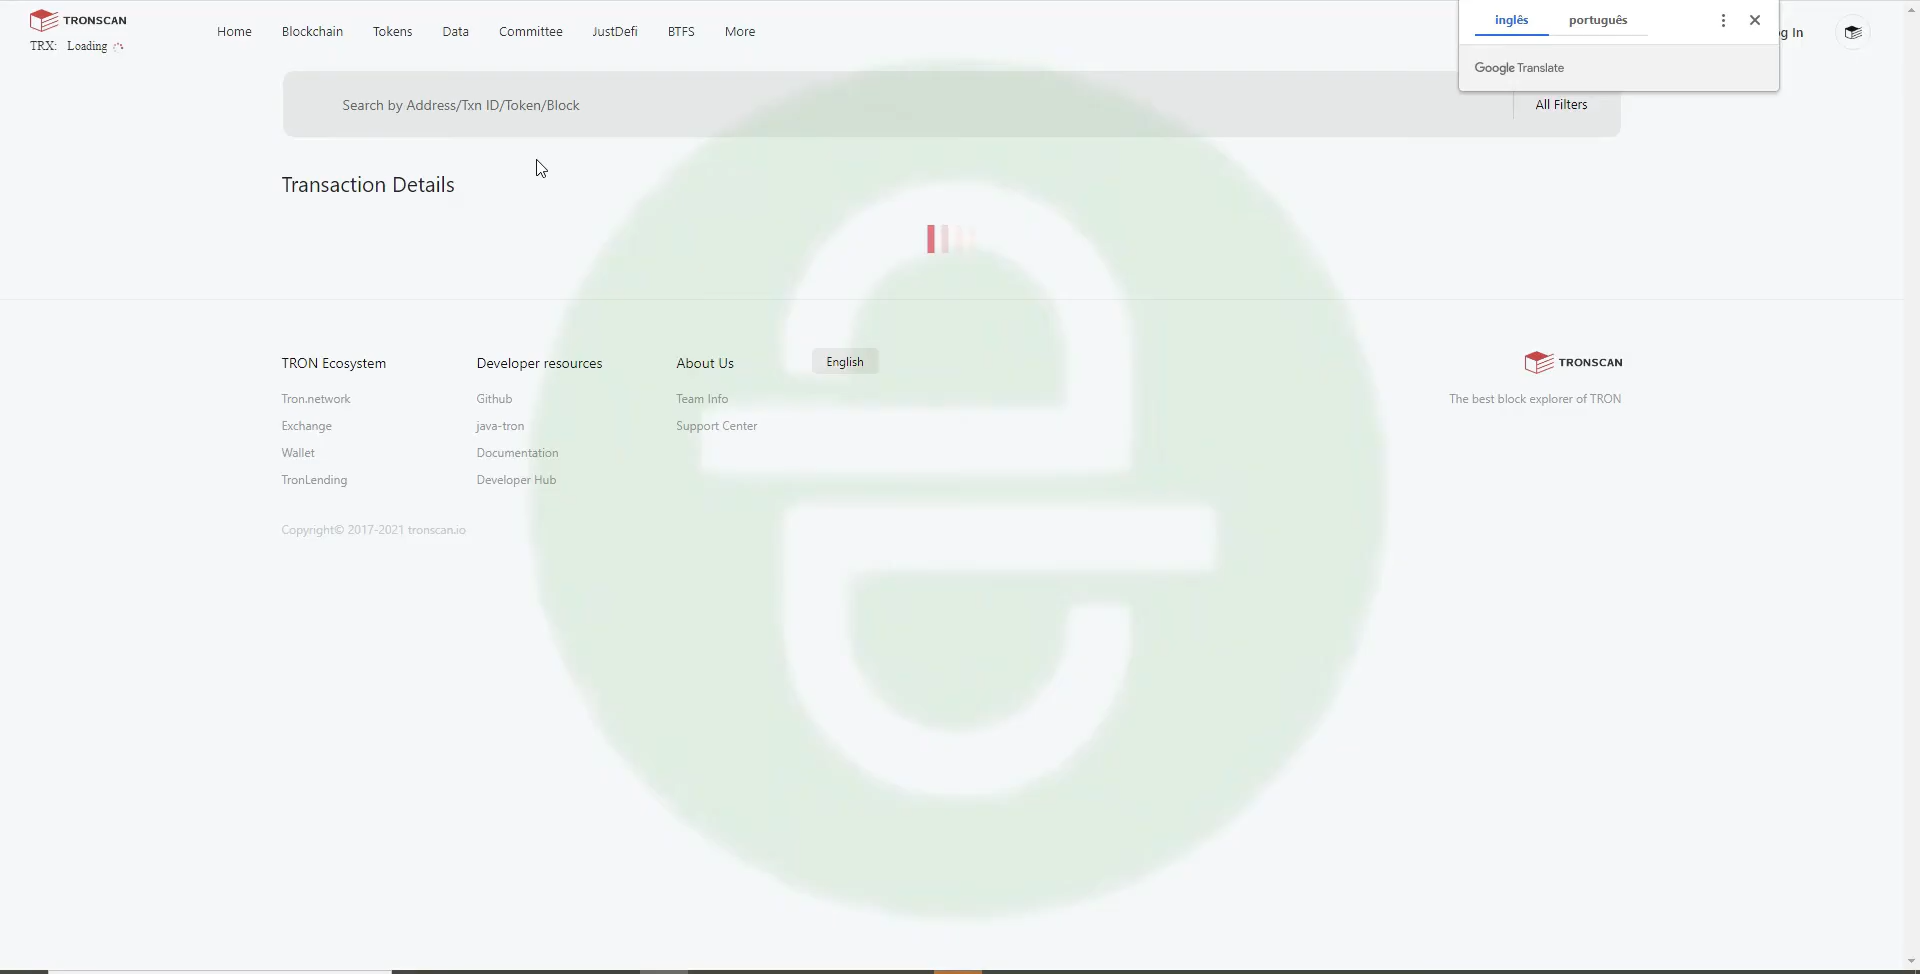 TRONSCAN
TRX: Loading
Home Blockchain Tokens Data Committee JustDefi BTFS More
inglês português
Google Translate
In
Search by Address/Txn ID/Token/Block
All Filters
Transaction Details
TRON Ecosystem
Tron.network
Exchange
Wallet
TronLending
Developer resources
Github
java-tron
Documentation
Developer Hub
About Us
Team Info
Support Center
English
TRONSCAN
The best block explorer of TRON
Copyright© 2017-2021 tronscan.io